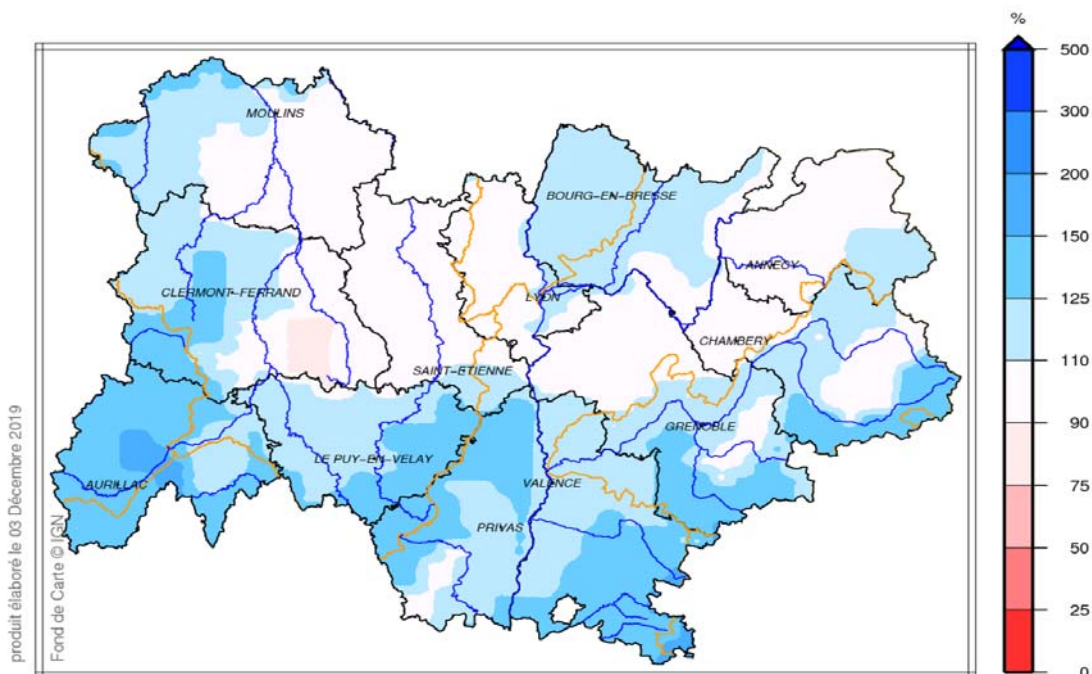 %
500
300
200
150
125
110
90
75
50
25
0
MOULINS
BOURG-EN-BRESSE
ANNECY
CLERMONT-FERRAND
LYON
CHAMBERY
SAINT-ETIENNE
GRENOBLE
LE PUY-EN-VELAY
AURILLAC
VALENCE
PRIVAS
produit élaboré le 03 Décembre 2019
Fond de Carte © IGN